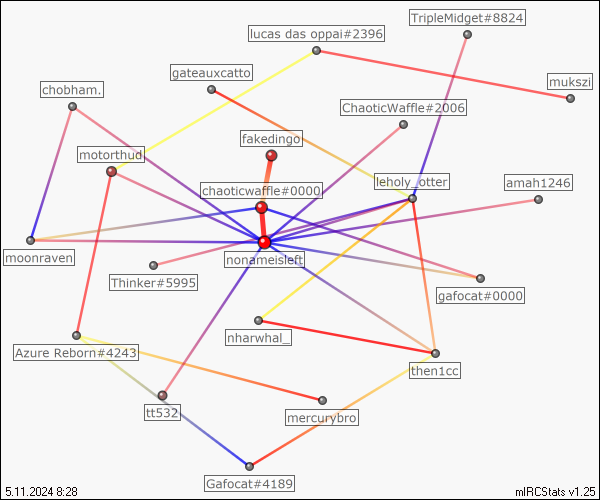 TripleMidget#8824
lucas das oppai#2396
gateauxcatto
mukszi
chobham.
ChaoticWaffle#2006
fakedingo
motorthud
chaoticwaffle#0000
leholy_otter
amah1246
moonraven
nonameisleft
Thinker#5995
gafocat#0000
nharwhal_
Azure Reborn#4243
then1cc
tt532
mercurybro
Gafocat#4189
5.11.2024 8:28
mIRCStats v1.25